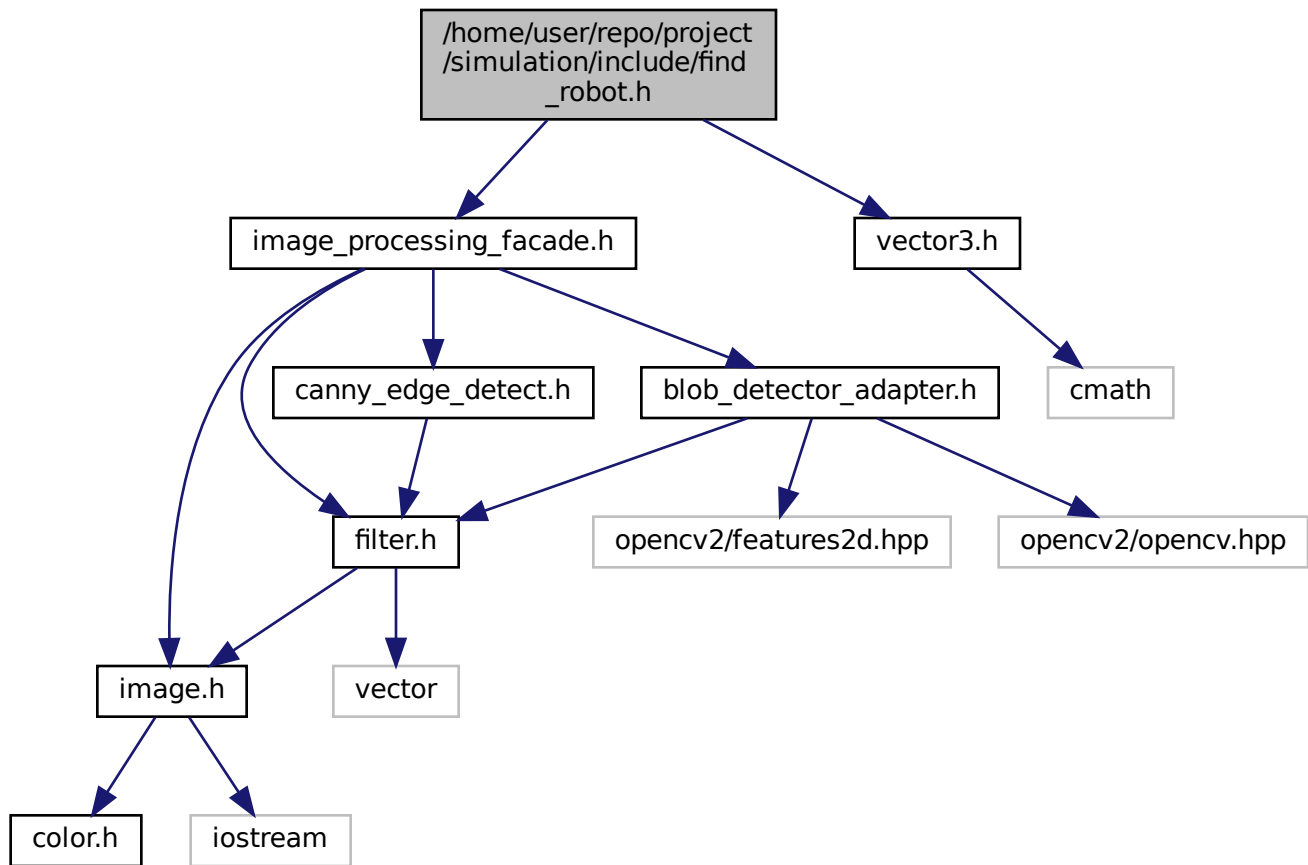 /home/user/repo/project
/simulation/include/find
_robot.h
image_processing_facade.h
vector3.h
canny_edge_detect.h
blob_detector_adapter.h
cmath
filter.h
opencv2/features2d.hpp
opencv2/opencv.hpp
image.h
vector
color.h
iostream